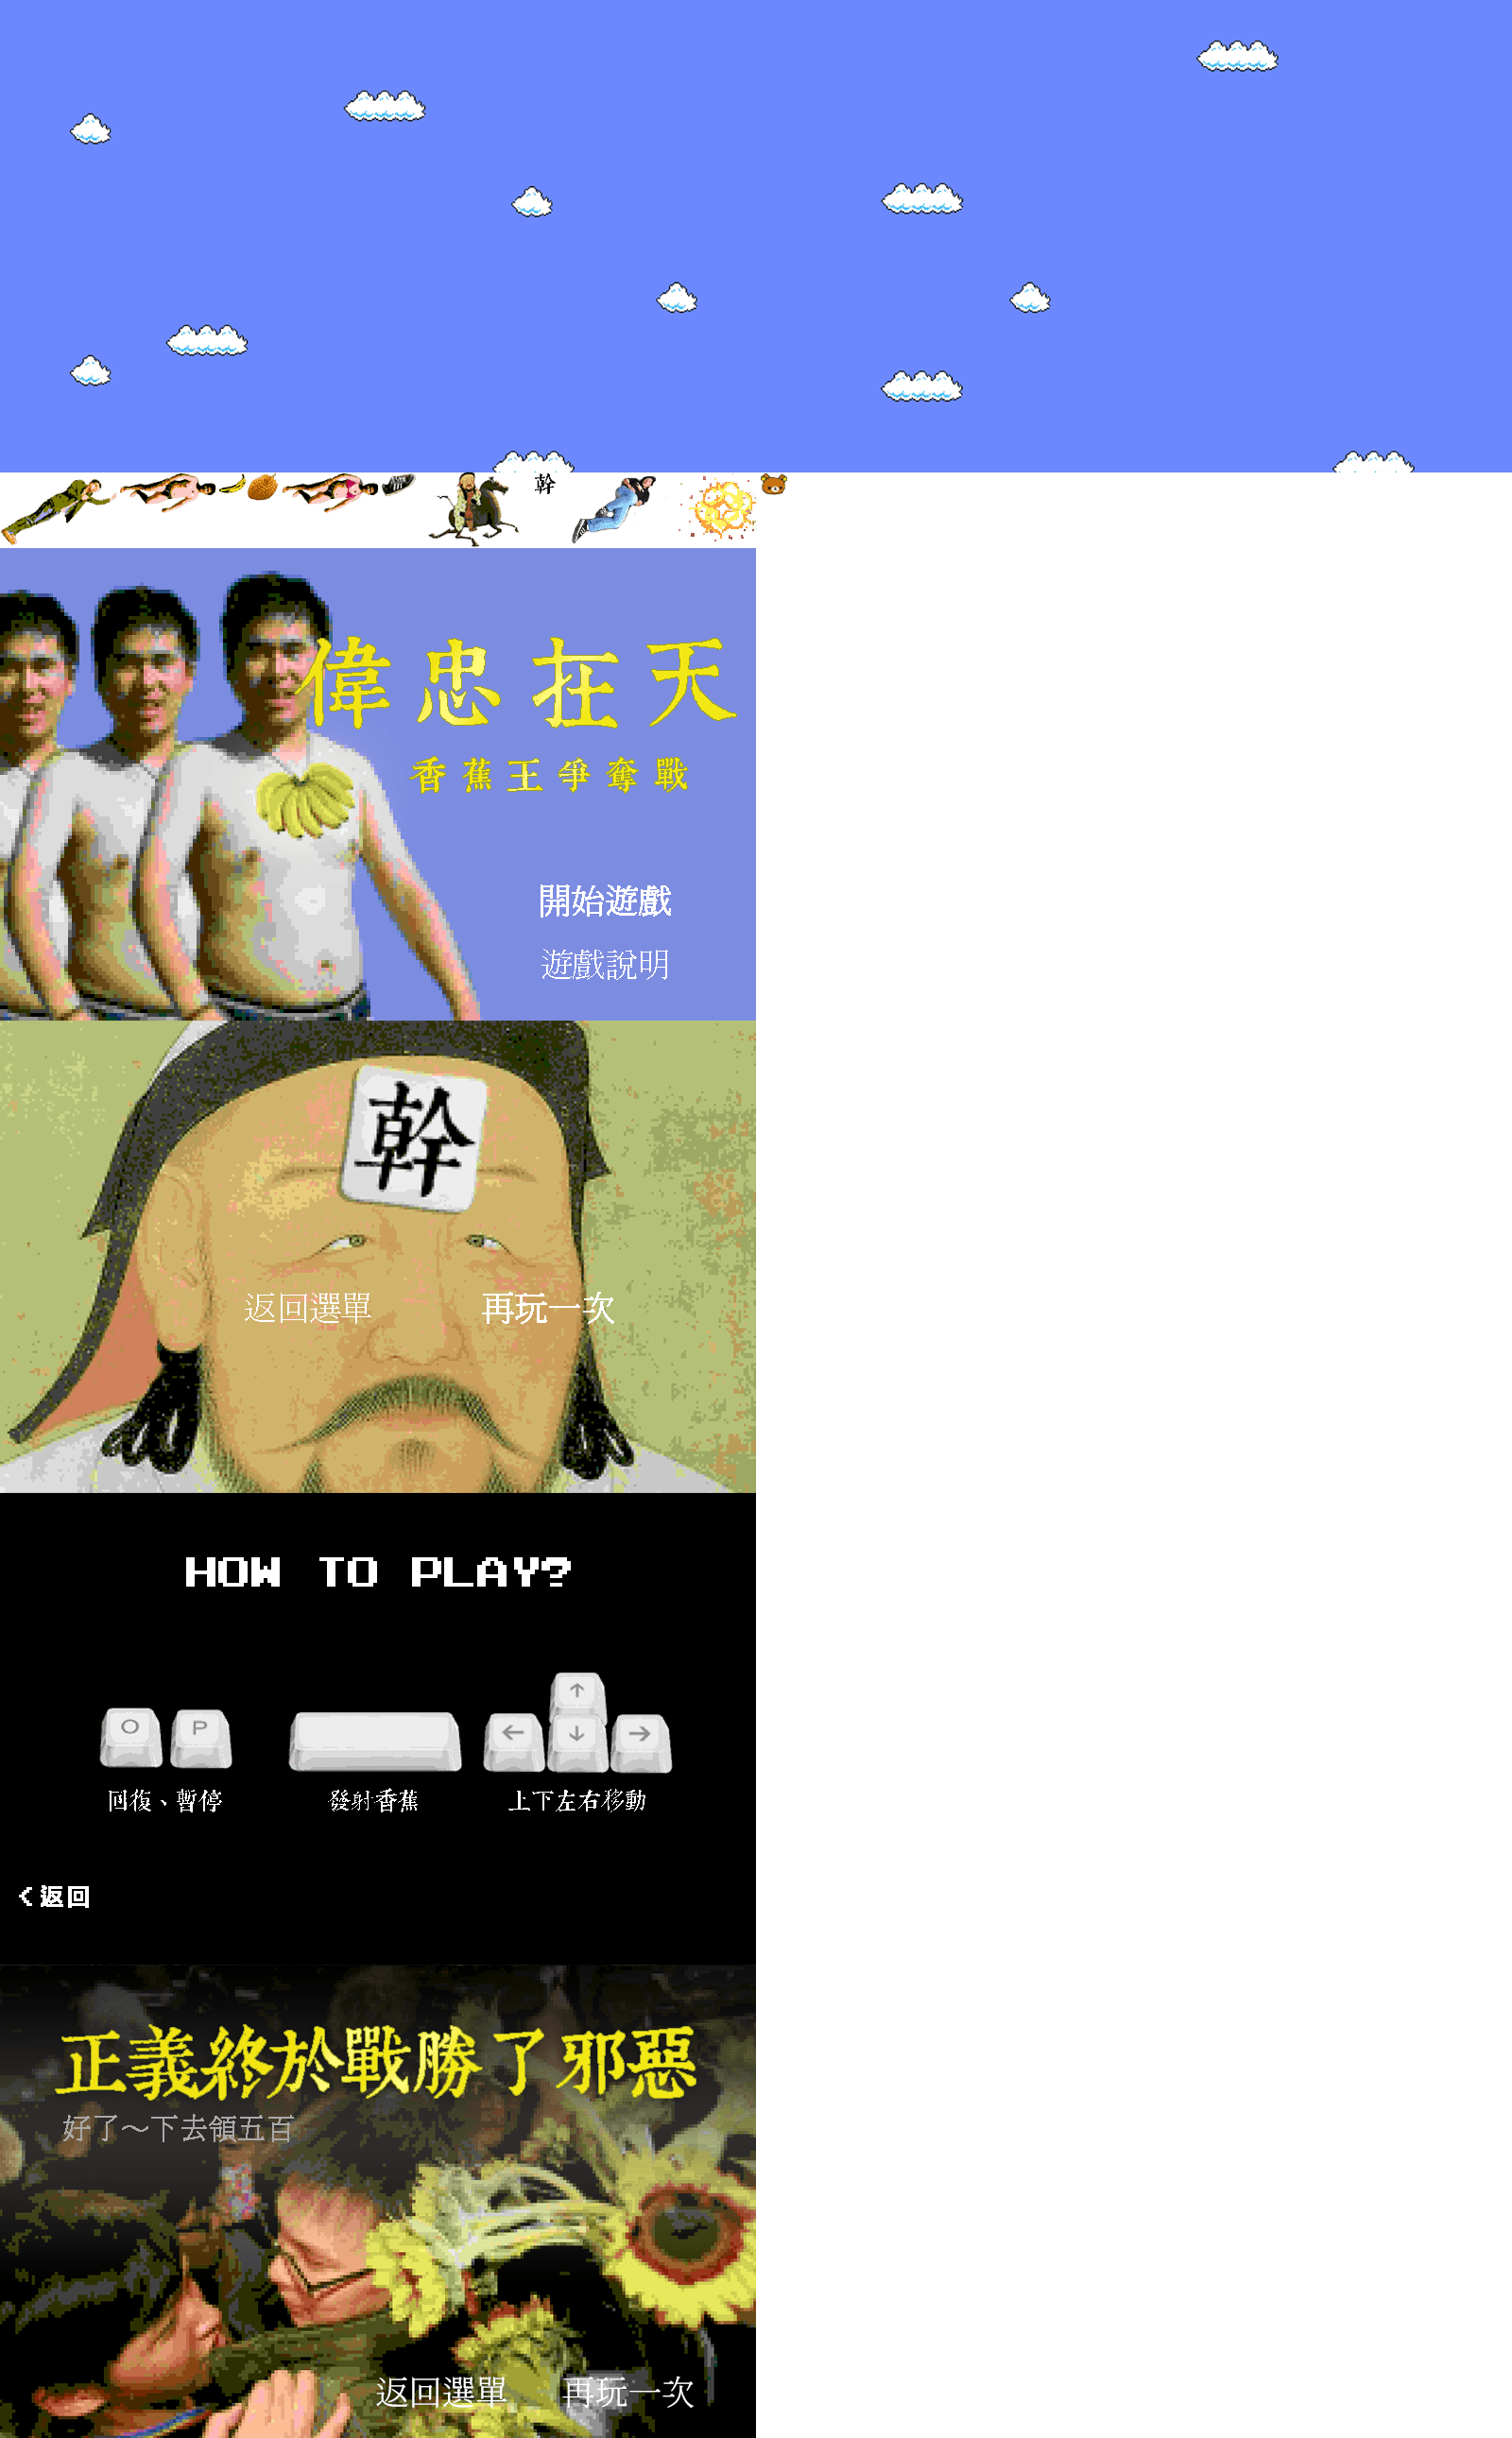 幹
偉忠在天
香蕉王爭奪戰
開始遊戲
遊戲說明
幹
返回選單 再玩一次
HOW TO PLAY?
O P ↑
← ↓ →
回復、暫停 發射香蕉 上下左右移動
< 返回
正義終於戰勝了邪惡
好了～下去領五百
返回選單 再玩一次